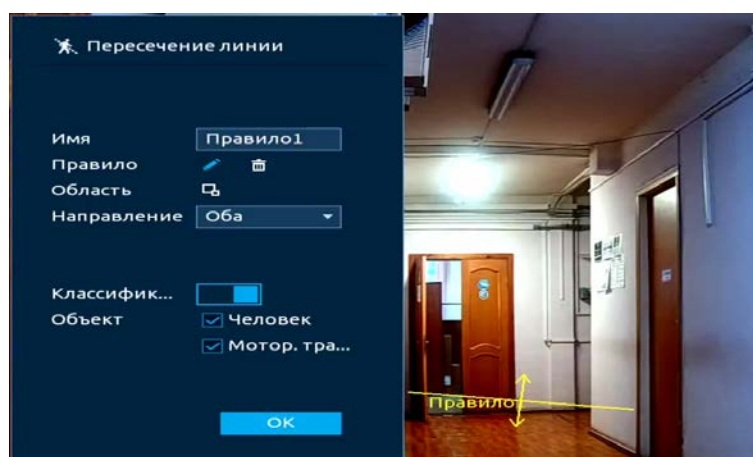 Пересечение линии
Имя
Правило1
Правило
Область
Направление
Оба
Классифик...
Объект
Человек
Мотор. тра...
OK
Правило